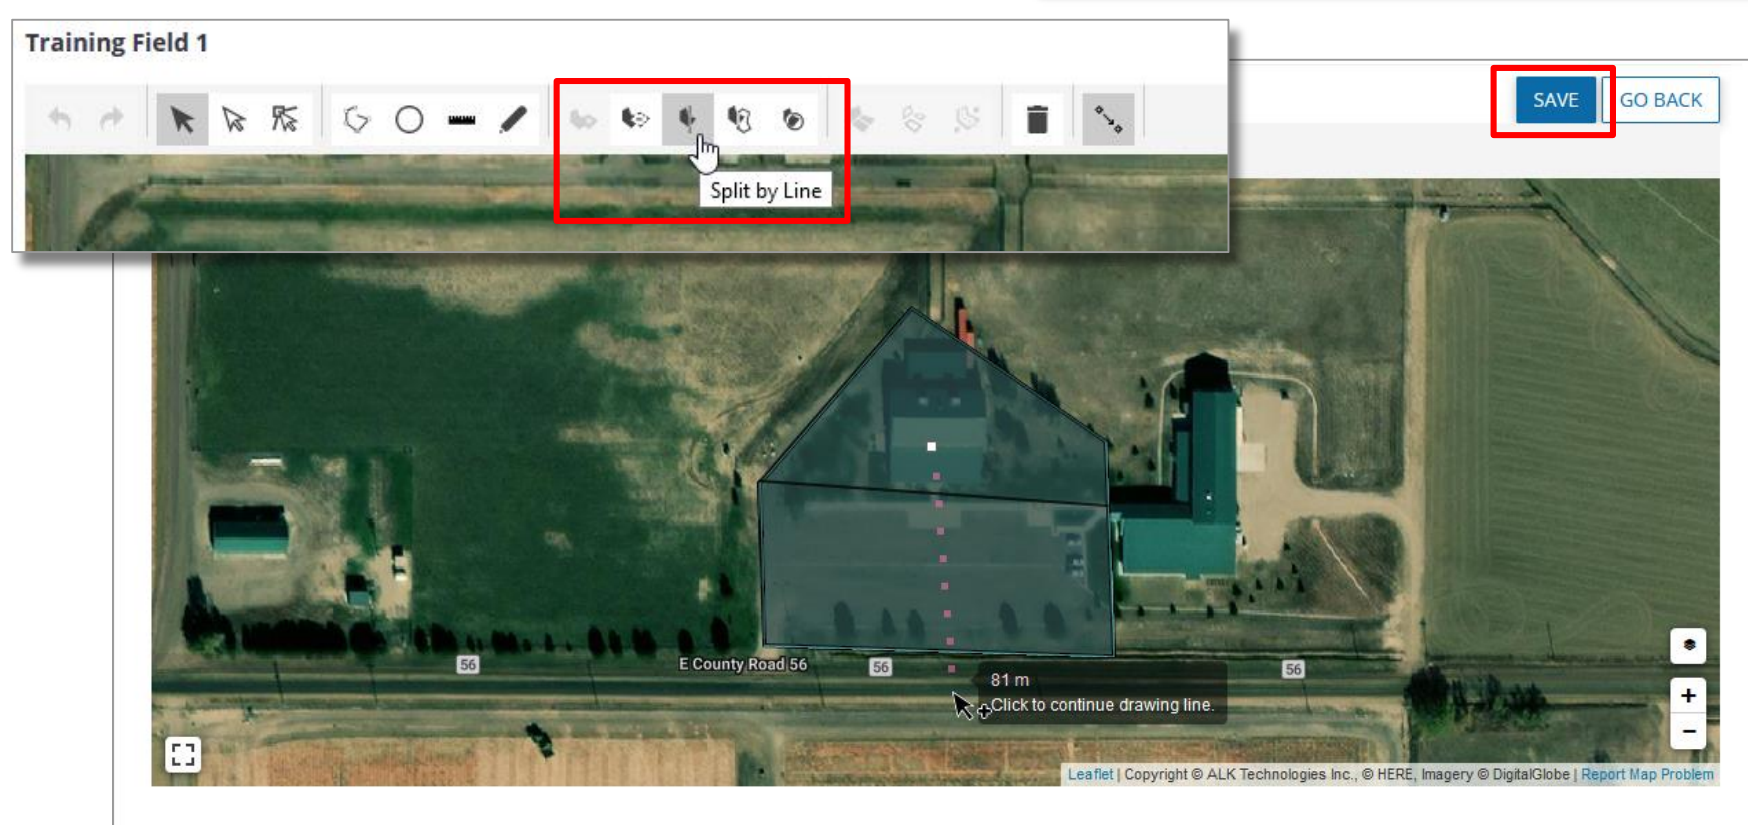 Training Field 1
SAVE
GO BACK
Split by Line
56
E County Road 56
56
56
81 m
Click to continue drawing line.
+
−
Leaflet | Copyright © ALK Technologies Inc., © HERE, Imagery © DigitalGlobe | Report Map Problem